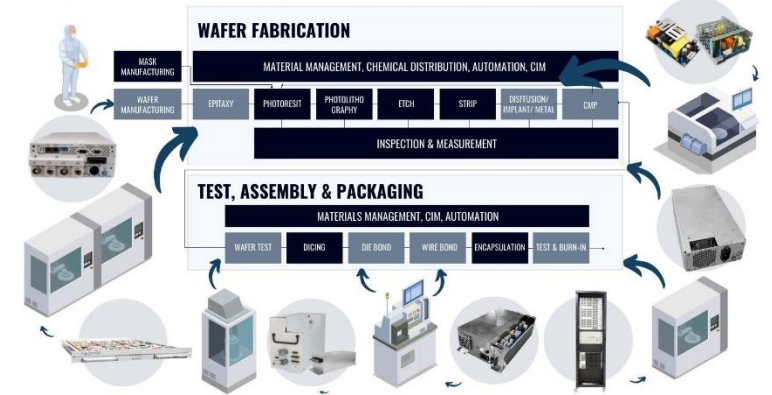 WAFER FABRICATION
MASK
MANUFACTURING
MATERIAL MANAGEMENT, CHEMICAL DISTRIBUTION, AUTOMATION, CIM
WAFER
MANUFACTURING
EPITAXY
PHOTORESIT
PHOTOLITHO
GRAPHY
ETCH
STRIP
DISFFUSION/
IMPLANT/ METAL
CMP
INSPECTION & MEASUREMENT
TEST, ASSEMBLY & PACKAGING
MATERIALS MANAGEMENT, CIM, AUTOMATION
WAFER TEST
DICING
DIE BOND
WIRE BOND
ENCAPSULATION
TEST & BURN-IN